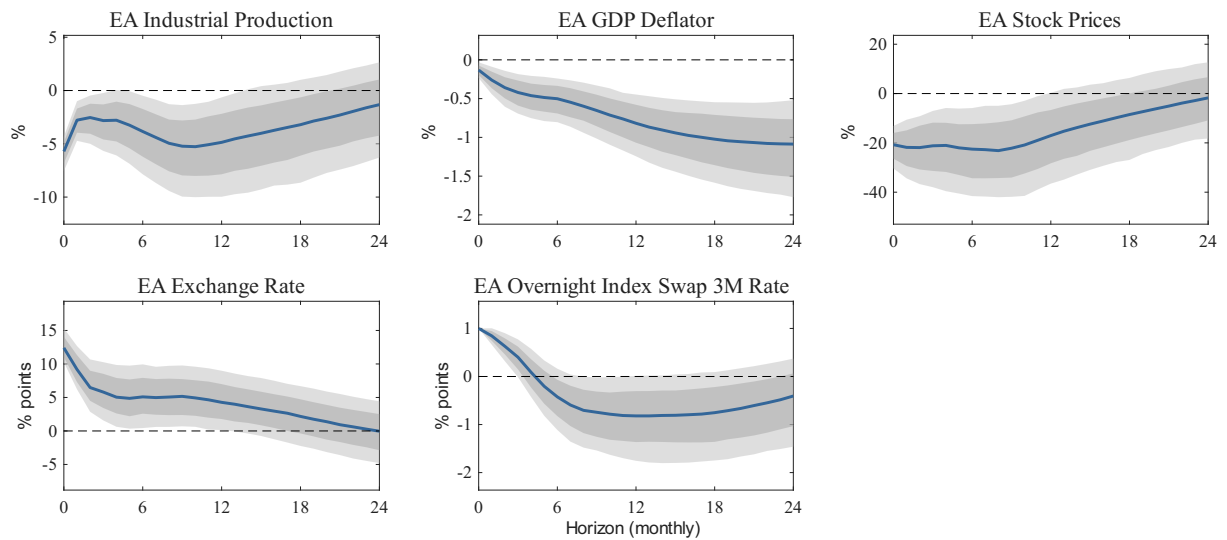 EA Industrial Production
5
0
-5
-10
%
0 6 12 18 24
EA GDP Deflator
0
-0.5
-1
-1.5
-2
%
0 6 12 18 24
EA Stock Prices
20
0
-20
-40
%
0 6 12 18 24
EA Exchange Rate
15
10
5
0
-5
% points
0 6 12 18 24
EA Overnight Index Swap 3M Rate
1
0
-1
-2
% points
0 6 12 18 24
Horizon (monthly)